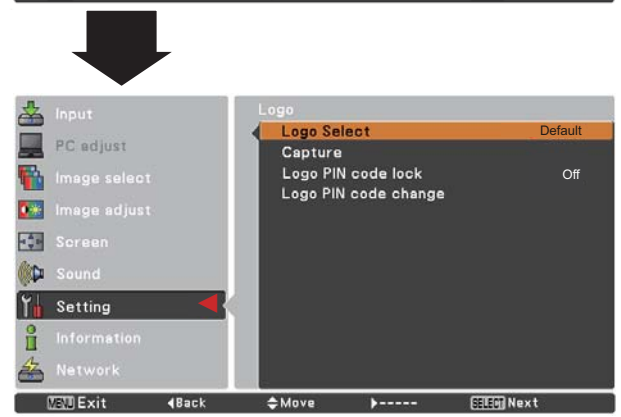 Input
PC adjust
Image select
Image adjust
Screen
Sound
Setting
Information
Network
Logo
Logo Select Default
Capture
Logo PIN code lock Off
Logo PIN code change
MENU Exit Back Move ----- SELECT Next